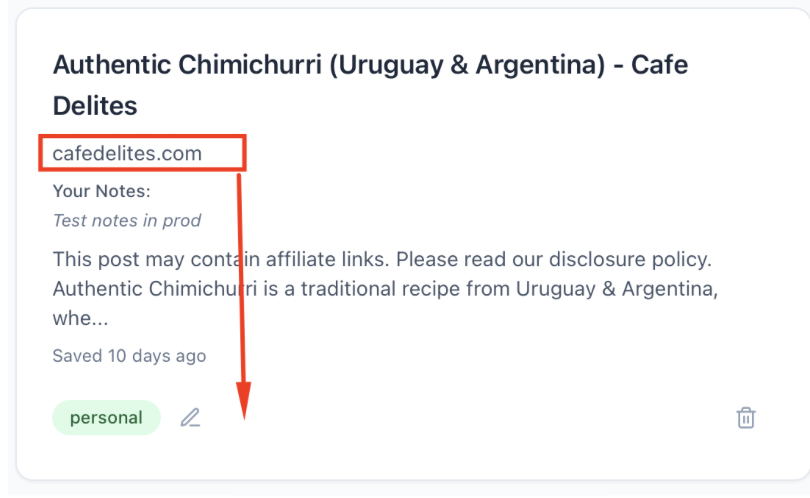 Authentic Chimichurri (Uruguay & Argentina) - Cafe
Delites
cafedelites.com
Your Notes:
Test notes in prod
This post may contain affiliate links. Please read our disclosure policy.
Authentic Chimichurri is a traditional recipe from Uruguay & Argentina,
whe...
Saved 10 days ago
personal